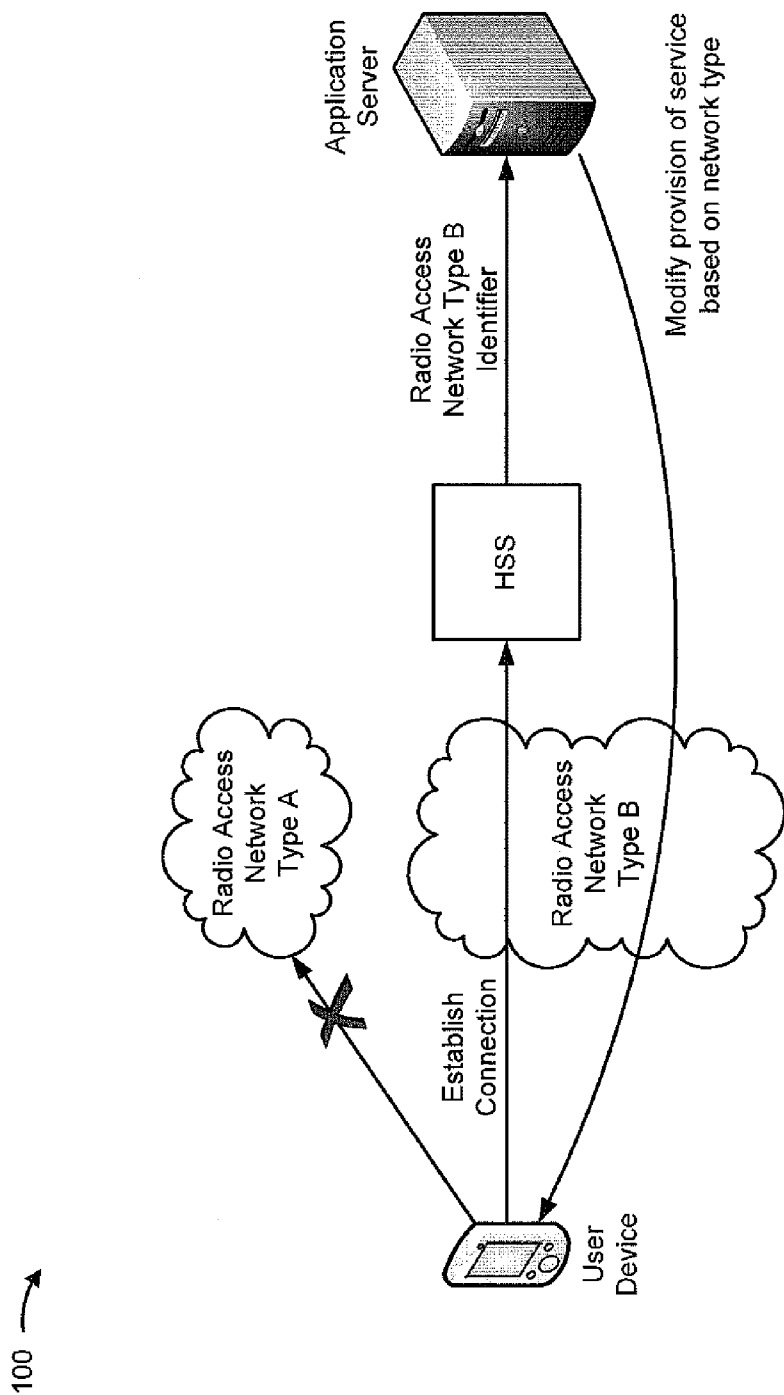 100
Radio Access
Network
Type A
Establish
Connection
Radio Access
Network
Type B
User
Device
HSS
Radio Access
Network Type B
Identifier
Application
Server
Modify provision of service
based on network type